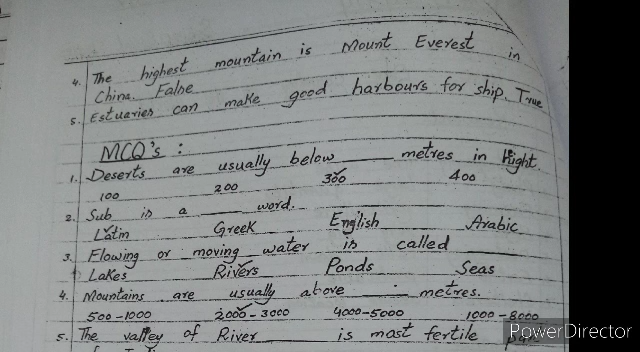 4. The highest mountain is Mount Everest in
China. False
5. Estuaries can make good harbours for ship. True
MCQ's :
1. Deserts are usually below ____ metres in Hight.
100 200 300 400
2. Sub is a ____ word.
Latin Greek English Arabic
3. Flowing or moving water is called ____
Lakes Rivers Ponds Seas
4. Mountains are usually above ____ metres.
500-1000 2000-3000 4000-5000 1000-8000
5. The valley of River ____ is most fertile
PowerDirector